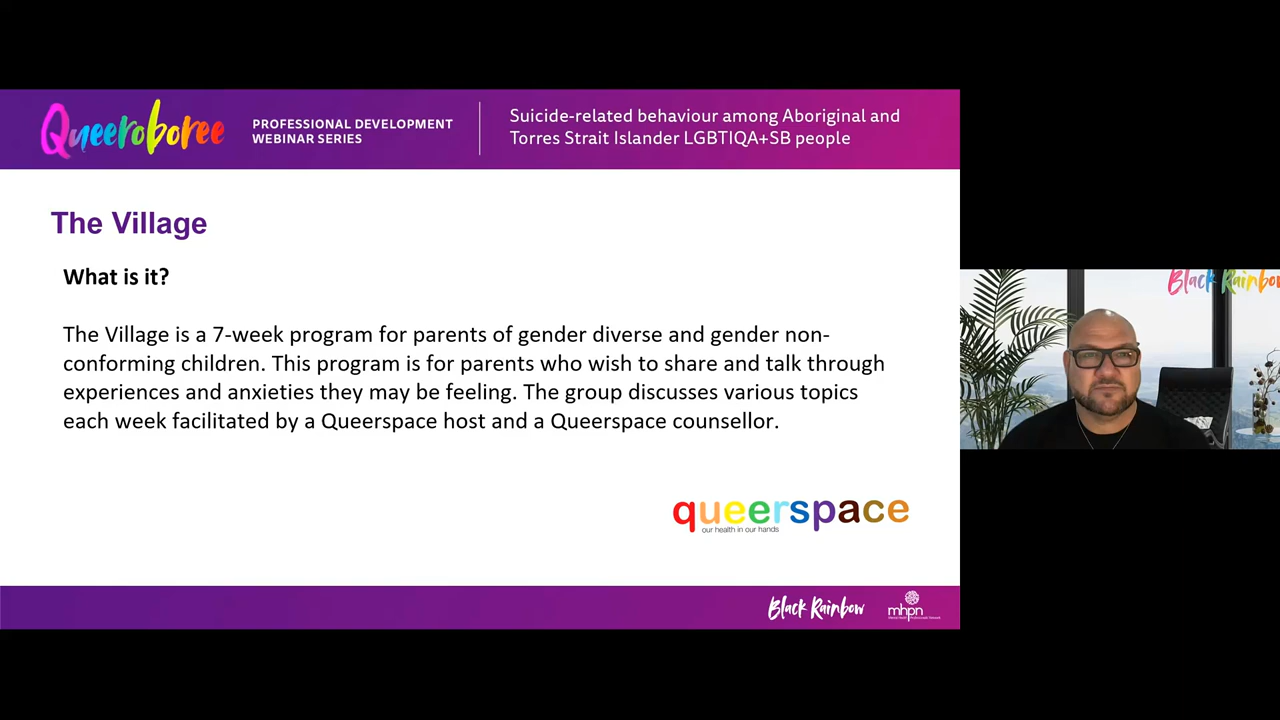 Queeroboree
PROFESSIONAL DEVELOPMENT
WEBINAR SERIES
Suicide-related behaviour among Aboriginal and
Torres Strait Islander LGBTIQA+SB people
The Village
What is it?
The Village is a 7-week program for parents of gender diverse and gender non-
conforming children. This program is for parents who wish to share and talk through
experiences and anxieties they may be feeling. The group discusses various topics
each week facilitated by a Queerspace host and a Queerspace counsellor.
queerspace
our health in our hands
Black Rainbow
mhpn
Black Rainbow